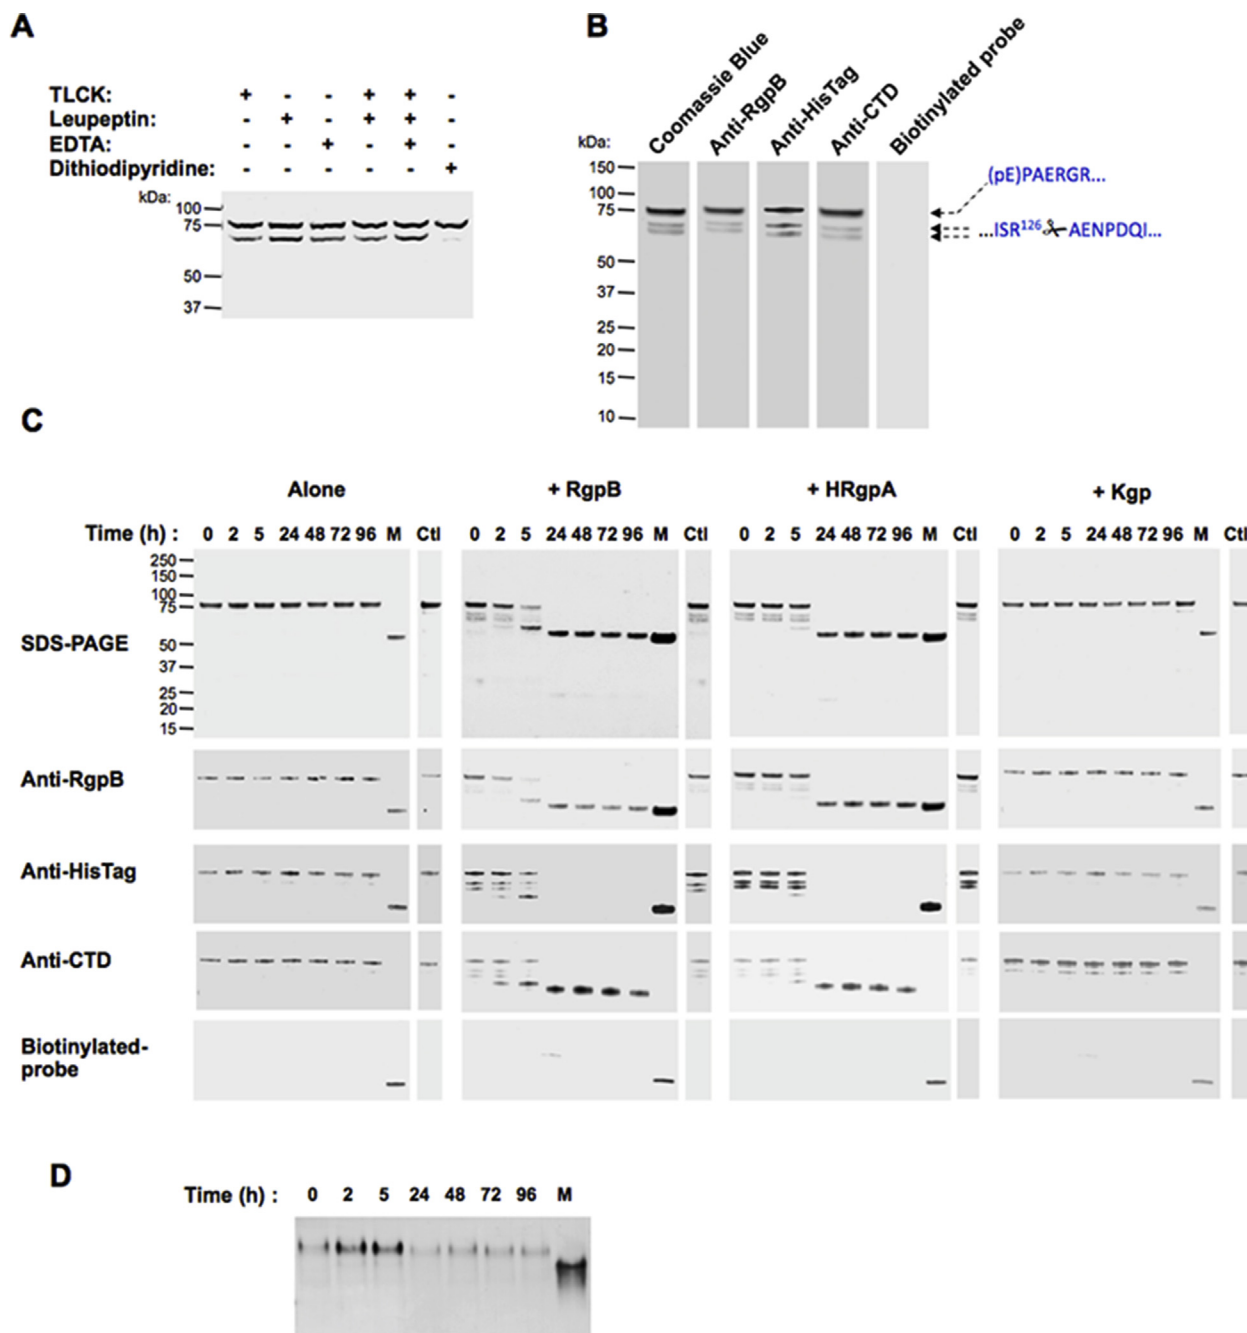 A
TLCK: + - - + + -
Leupeptin: - + - + + -
EDTA: - - + - + -
Dithiodipyridine: - - - - - +
kDa:
100
75
50
37
B
Coomassie Blue
Anti-RgpB
Anti-HisTag
Anti-CTD
Biotinylated probe
kDa:
150
100
75
50
37
25
20
15
10
(pE)PAERGR...
...ISR126 AENPDQI...
C
Alone + RgpB + HRgpA + Kgp
Time (h) : 0 2 5 24 48 72 96 M Ctl 0 2 5 24 48 72 96 M Ctl 0 2 5 24 48 72 96 M Ctl 0 2 5 24 48 72 96 M Ctl
250
150
100
75
50
37
25
20
15
SDS-PAGE
Anti-RgpB
Anti-HisTag
Anti-CTD
Biotinylated-
probe
D
Time (h) : 0 2 5 24 48 72 96 M